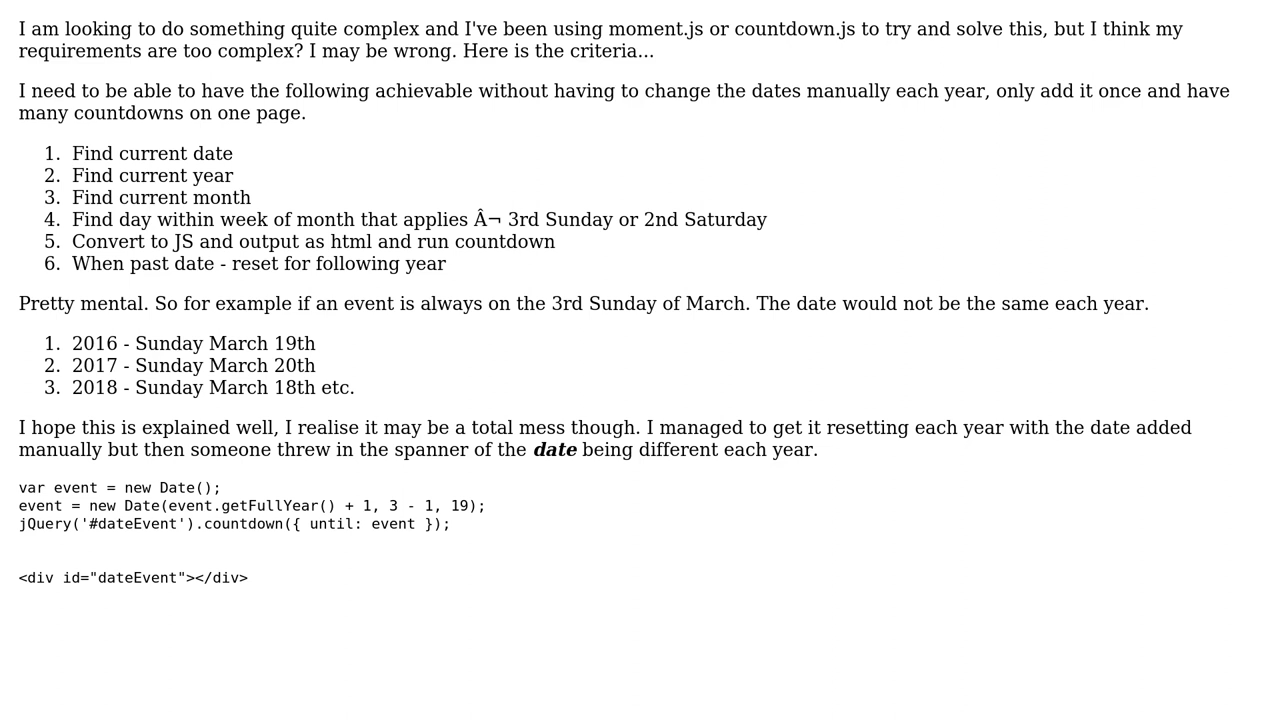 I am looking to do something quite complex and I've been using moment.js or countdown.js to try and solve this, but I think my
requirements are too complex? I may be wrong. Here is the criteria...
I need to be able to have the following achievable without having to change the dates manually each year, only add it once and have
many countdowns on one page.
1. Find current date
2. Find current year
3. Find current month
4. Find day within week of month that applies Â¬ 3rd Sunday or 2nd Saturday
5. Convert to JS and output as html and run countdown
6. When past date - reset for following year
Pretty mental. So for example if an event is always on the 3rd Sunday of March. The date would not be the same each year.
1. 2016 - Sunday March 19th
2. 2017 - Sunday March 20th
3. 2018 - Sunday March 18th etc.
I hope this is explained well, I realise it may be a total mess though. I managed to get it resetting each year with the date added
manually but then someone threw in the spanner of the date being different each year.
var event = new Date();
event = new Date(event.getFullYear() + 1, 3 - 1, 19);
jQuery('#dateEvent').countdown({ until: event });
<div id="dateEvent"></div>